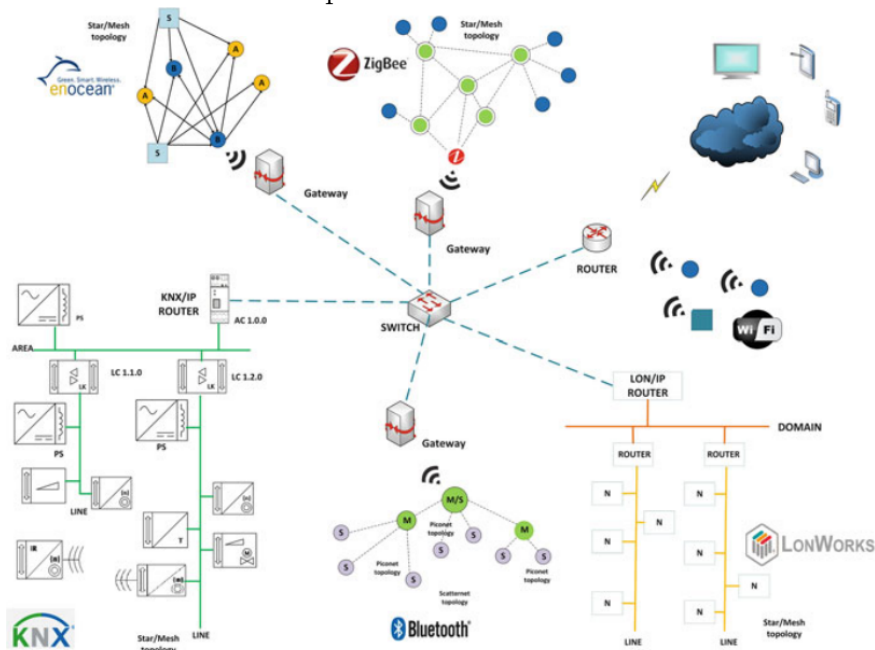 Star/Mesh
topology
S
A
B
A
A
B
S
Green. Smart. Wireless.
enocean®
Star/Mesh
topology
ZigBee®
Gateway
Gateway
ROUTER
SWITCH
KNX/IP
ROUTER
AC 1.0.0
PS
AREA
LC 1.1.0
LK
LC 1.2.0
LK
PS
PS
LINE
T
M
IR
LINE
Star/Mesh
topology
KNX
Gateway
M/S
M
M
S
S
S
S
S
S
S
Piconet
topology
Piconet
topology
Piconet
topology
Scatternet
topology
Bluetooth®
Wi Fi
LON/IP
ROUTER
DOMAIN
ROUTER
ROUTER
N
N
N
N
N
N
N
LONWORKS
LINE
LINE
Star/Mesh
topology